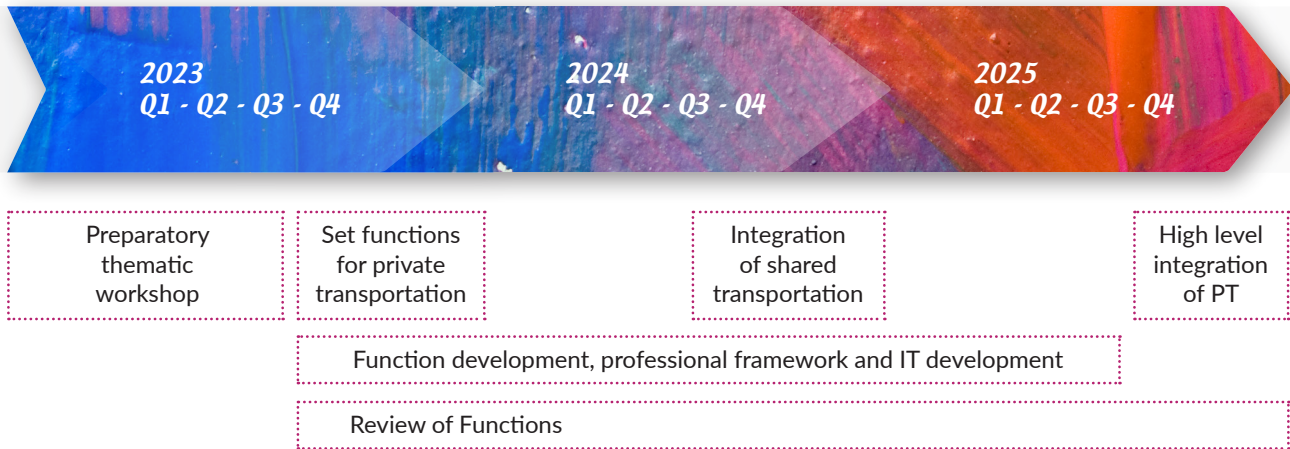 2023
Q1 - Q2 - Q3 - Q4
2024
Q1 - Q2 - Q3 - Q4
2025
Q1 - Q2 - Q3 - Q4
Preparatory
thematic
workshop
Set functions
for private
transportation
Integration
of shared
transportation
High level
integration
of PT
Function development, professional framework and IT development
Review of Functions